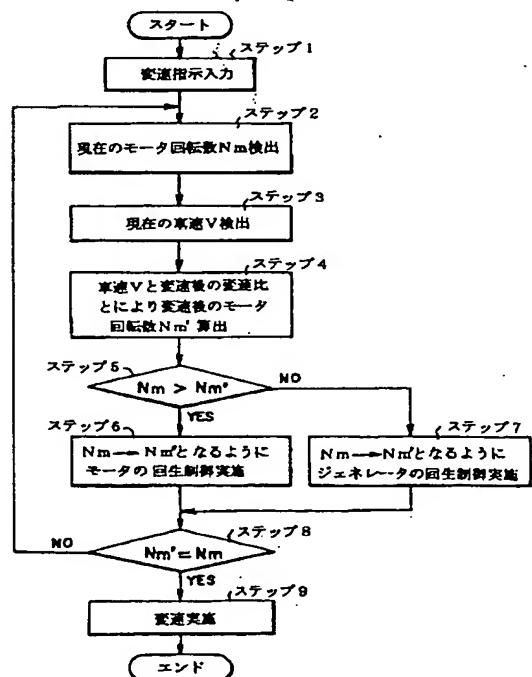 スタート
ステップ1
変速指示入力
ステップ2
現在のモータ回転数Nm検出
ステップ3
現在の車速V検出
ステップ4
車速Vと変速後の変速比
とにより変速後のモータ
回転数Nm'算出
ステップ5
Nm > Nm'
NO
YES
ステップ6
Nm→Nm'となるように
モータの回生制御実施
ステップ7
Nm→Nm'となるように
ジェネレータの回生制御実施
ステップ8
Nm'=Nm
NO
YES
ステップ9
変速実施
エンド